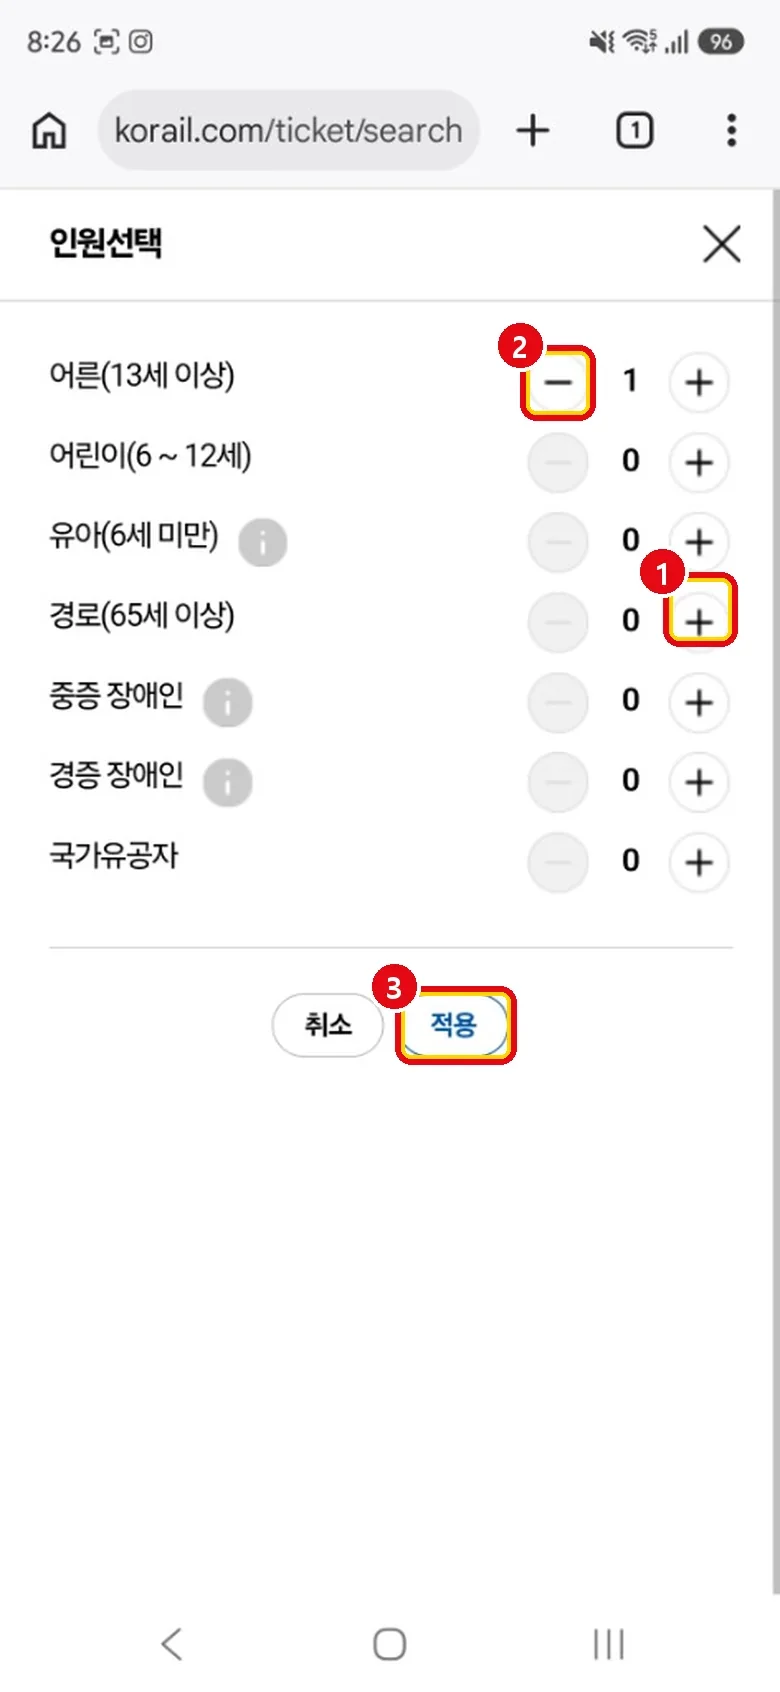 8:26 96
korail.com/ticket/search 1
인원선택
2
어른(13세 이상) 1
어린이(6 ~ 12세) 0
유아(6세 미만) i 0
1
경로(65세 이상) 0
중증 장애인 i 0
경증 장애인 i 0
국가유공자 0
3
취소 적용